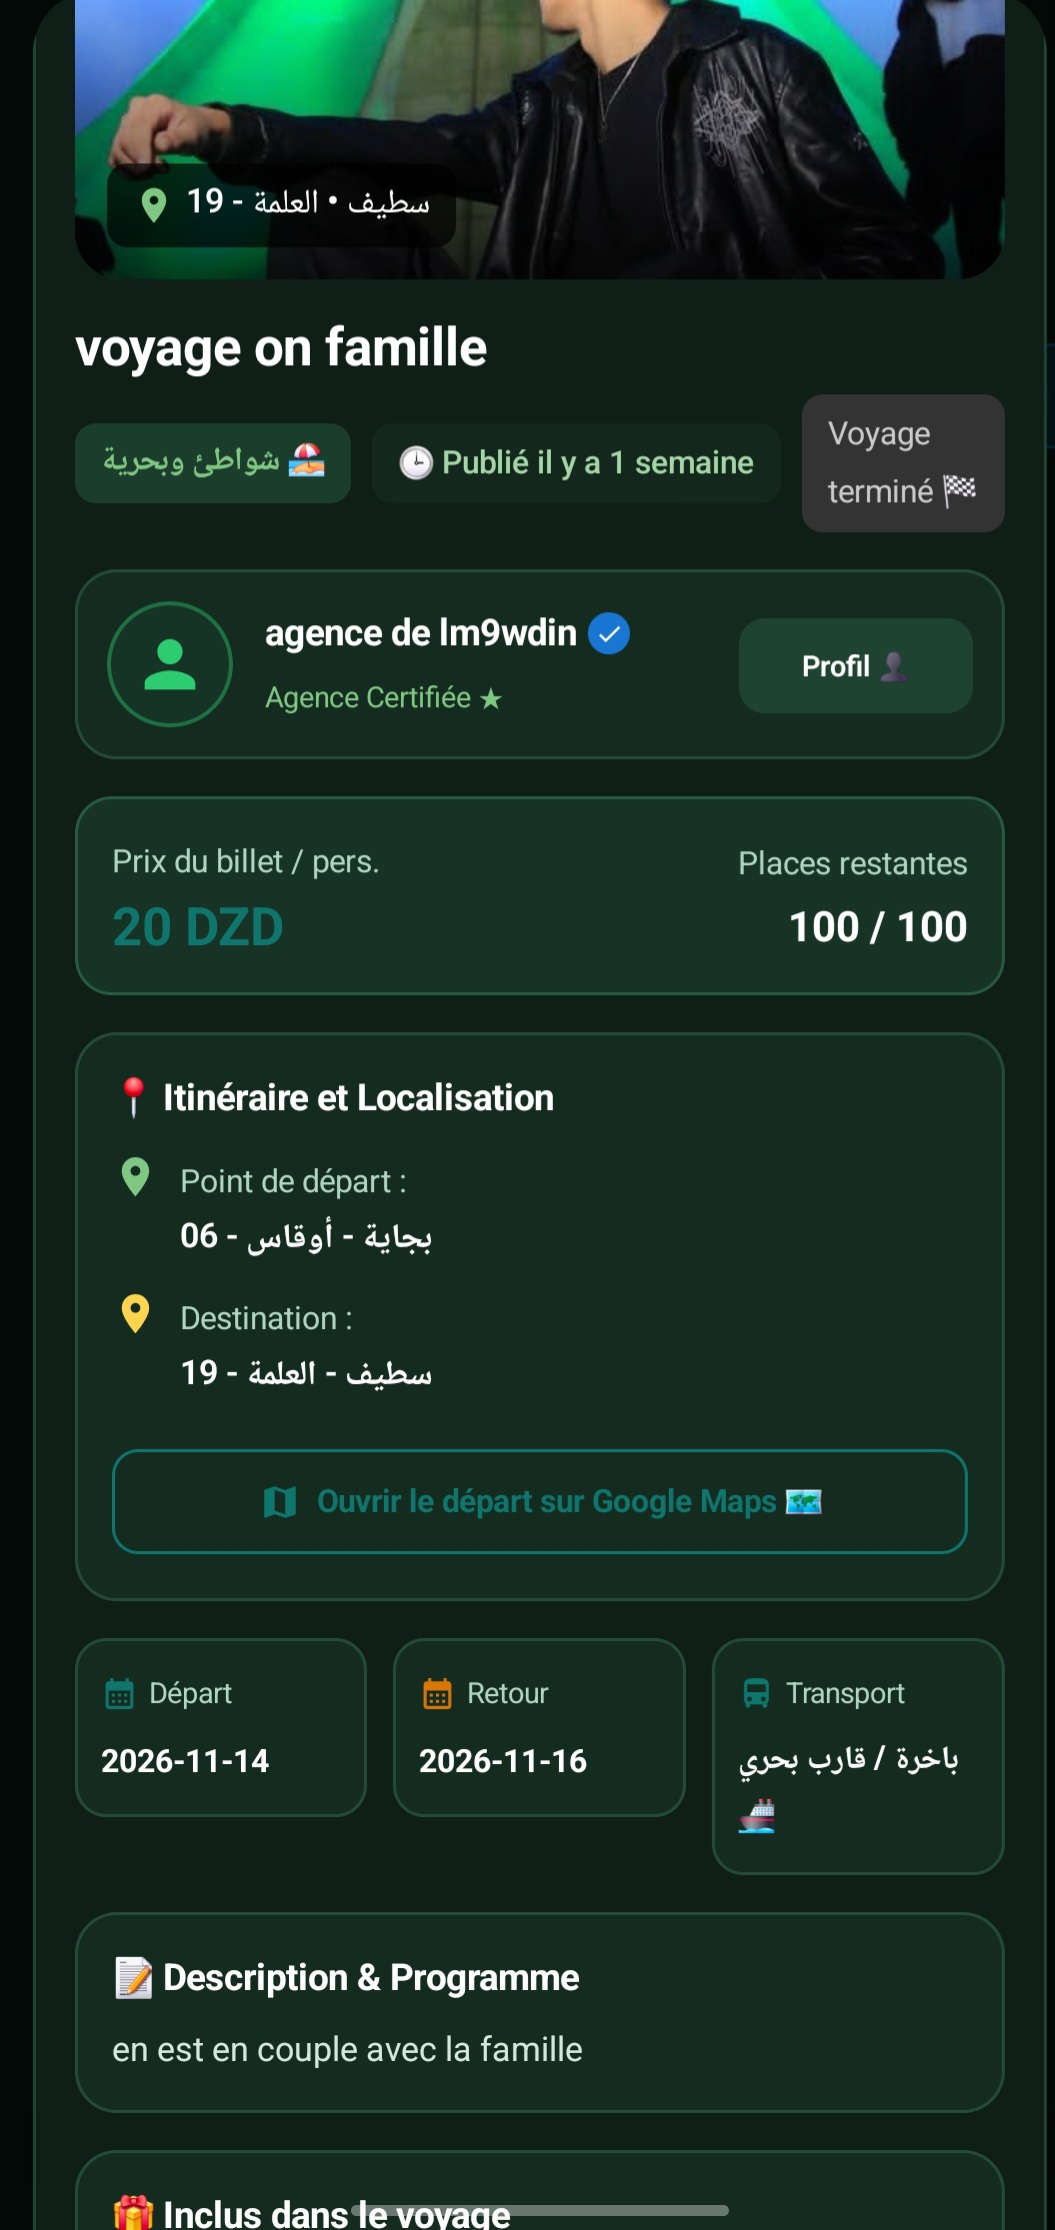 سطيف • العلمة - 19
voyage on famille
شواطئ وبحرية 🏖️
🕒 Publié il y a 1 semaine
Voyage
terminé 🏁
agence de lm9wdin
Agence Certifiée ★
Profil 👤
Prix du billet / pers.
20 DZD
Places restantes
100 / 100
📍 Itinéraire et Localisation
Point de départ :
بجاية - أوقاس - 06
Destination :
سطيف - العلمة - 19
Ouvrir le départ sur Google Maps 🗺️
Départ
2026-11-14
Retour
2026-11-16
Transport
باخرة / قارب بحري
🚢
📝 Description & Programme
en est en couple avec la famille
🎁 Inclus dans le voyage